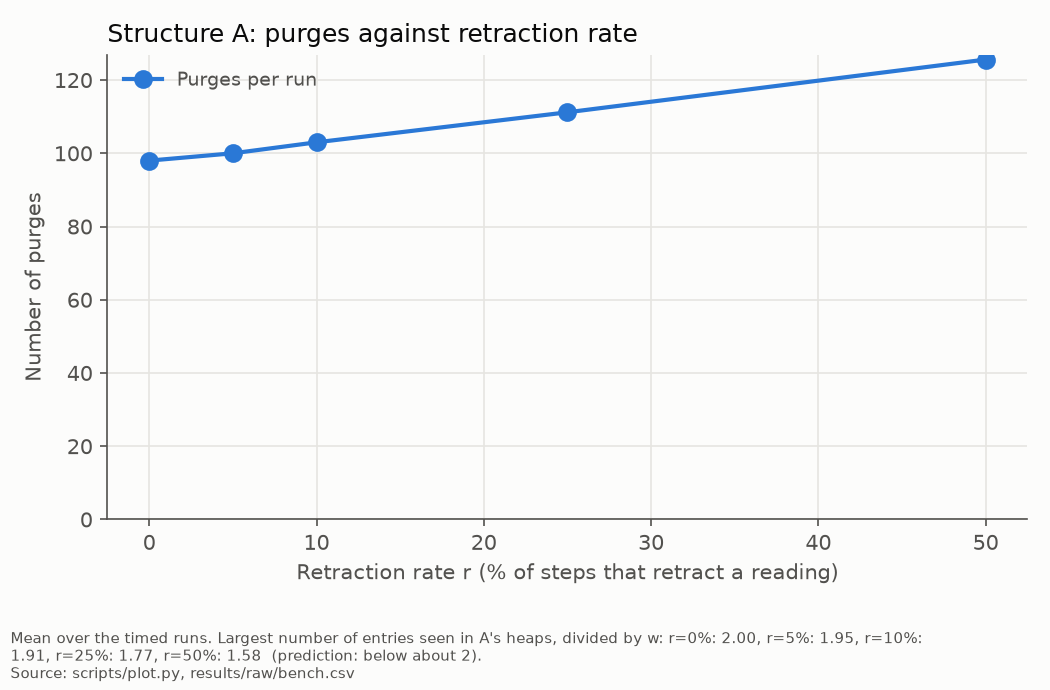 Structure A: purges against retraction rate
Purges per run
Number of purges
120
100
80
60
40
20
0
0 10 20 30 40 50
Retraction rate r (% of steps that retract a reading)
Mean over the timed runs. Largest number of entries seen in A's heaps, divided by w: r=0%: 2.00, r=5%: 1.95, r=10%:
1.91, r=25%: 1.77, r=50%: 1.58  (prediction: below about 2).
Source: scripts/plot.py, results/raw/bench.csv